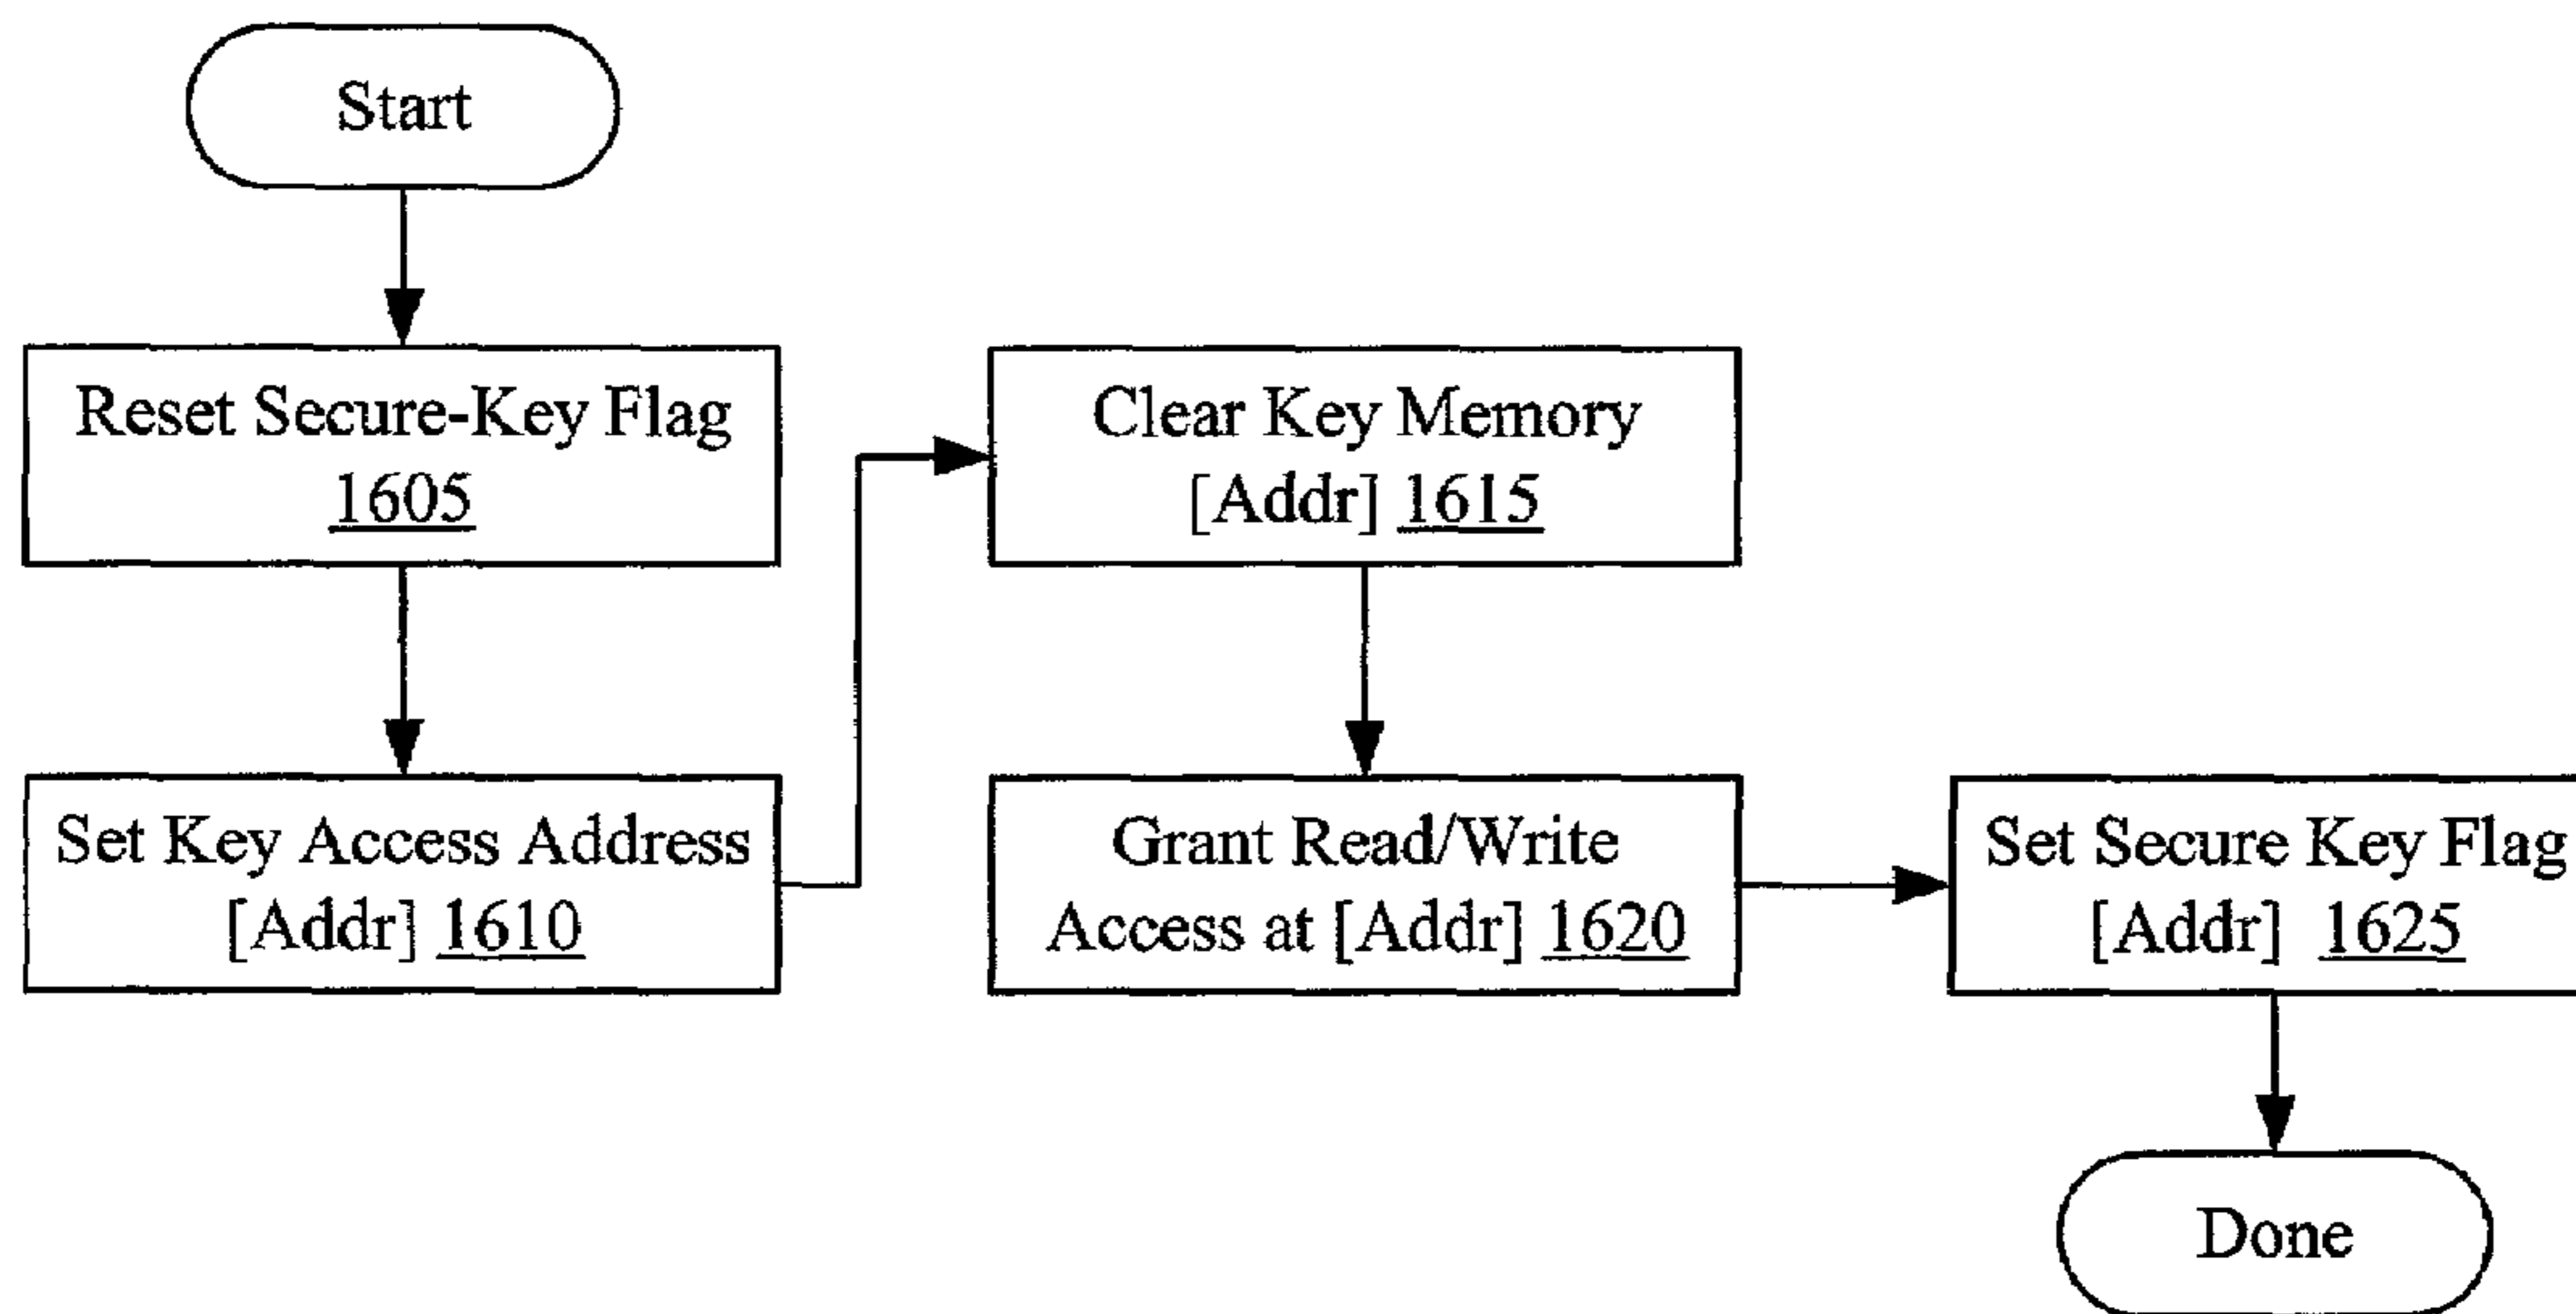 Start
Reset Secure-Key Flag
1605
Set Key Access Address
[Addr] 1610
Clear Key Memory
[Addr] 1615
Grant Read/Write
Access at [Addr] 1620
Set Secure Key Flag
[Addr] 1625
Done